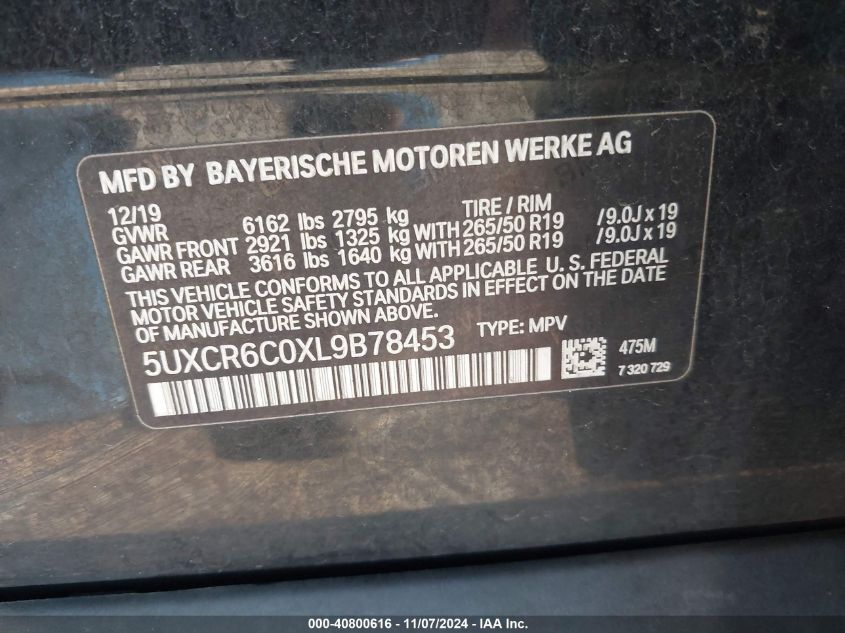 MFD BY BAYERISCHE MOTOREN WERKE AG
12/19 TIRE / RIM
GVWR 6162 lbs 2795 kg
GAWR FRONT 2921 lbs 1325 kg WITH 265/50 R19 /9.0J x 19
GAWR REAR 3616 lbs 1640 kg WITH 265/50 R19 /9.0J x 19
THIS VEHICLE CONFORMS TO ALL APPLICABLE U. S. FEDERAL
MOTOR VEHICLE SAFETY STANDARDS IN EFFECT ON THE DATE
OF MANUFACTURE SHOWN ABOVE.
5UXCR6C0XL9B78453 TYPE: MPV
475M
7 320 729
000-40800616 - 11/07/2024 - IAA Inc.